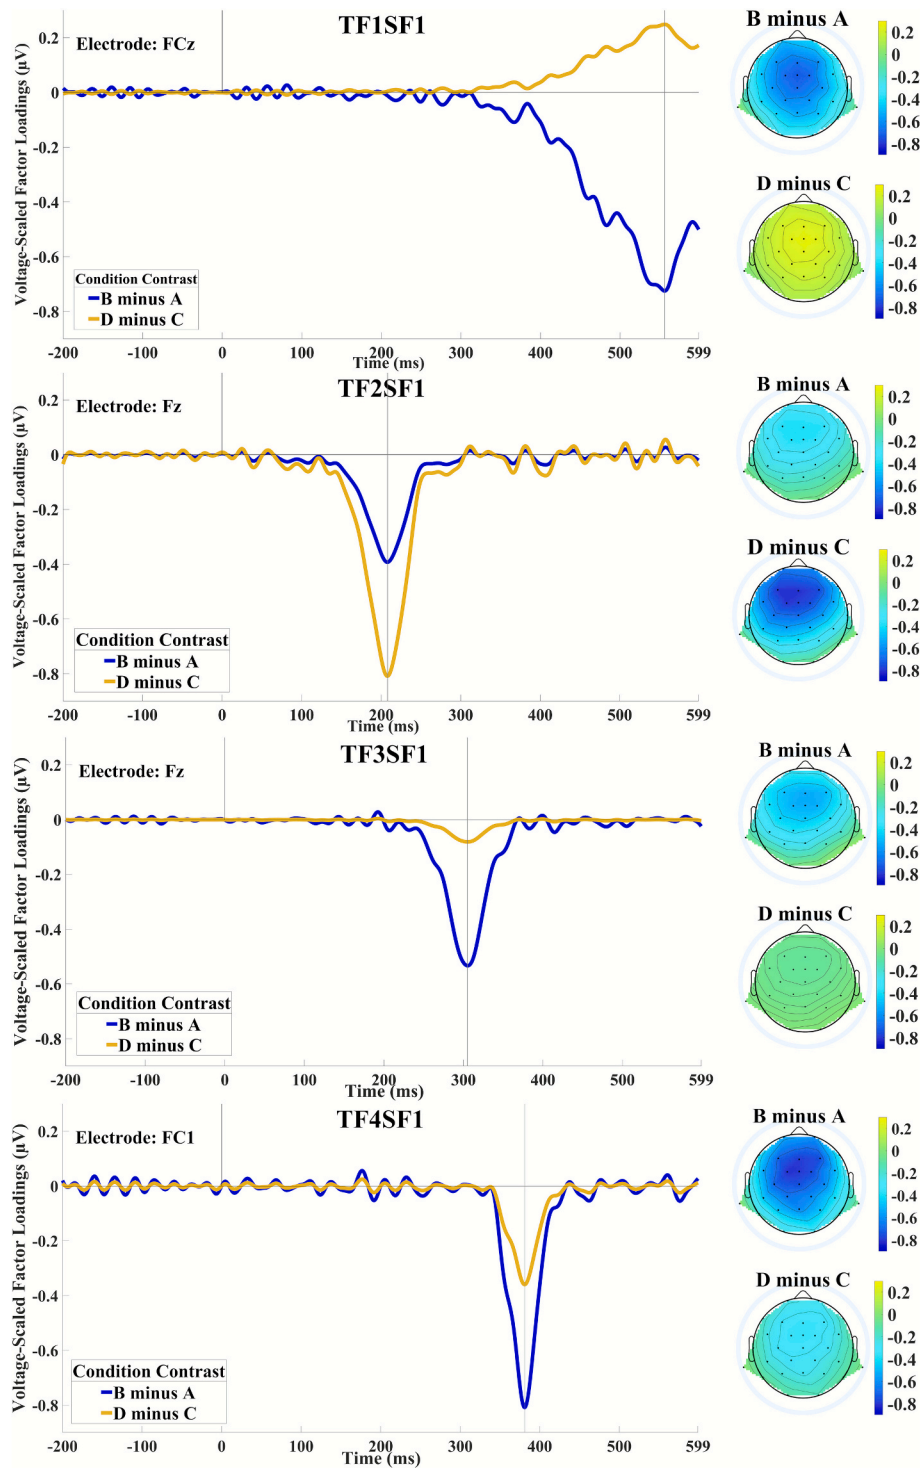 TF1SF1
Electrode: FCz
Voltage-Scaled Factor Loadings (µV)
0.2
0
-0.2
-0.4
-0.6
-0.8
Condition Contrast
B minus A
D minus C
-200 -100 0 100 200 300 400 500 599
Time (ms)
B minus A
0.2
0
-0.2
-0.4
-0.6
-0.8
D minus C
0.2
0
-0.2
-0.4
-0.6
-0.8
TF2SF1
Electrode: Fz
Voltage-Scaled Factor Loadings (µV)
0.2
0
-0.2
-0.4
-0.6
-0.8
Condition Contrast
B minus A
D minus C
-200 -100 0 100 200 300 400 500 599
Time (ms)
B minus A
0.2
0
-0.2
-0.4
-0.6
-0.8
D minus C
0.2
0
-0.2
-0.4
-0.6
-0.8
TF3SF1
Electrode: Fz
Voltage-Scaled Factor Loadings (µV)
0.2
0
-0.2
-0.4
-0.6
-0.8
Condition Contrast
B minus A
D minus C
-200 -100 0 100 200 300 400 500 599
Time (ms)
B minus A
0.2
0
-0.2
-0.4
-0.6
-0.8
D minus C
0.2
0
-0.2
-0.4
-0.6
-0.8
TF4SF1
Electrode: FC1
Voltage-Scaled Factor Loadings (µV)
0.2
0
-0.2
-0.4
-0.6
-0.8
Condition Contrast
B minus A
D minus C
-200 -100 0 100 200 300 400 500 599
Time (ms)
B minus A
0.2
0
-0.2
-0.4
-0.6
-0.8
D minus C
0.2
0
-0.2
-0.4
-0.6
-0.8